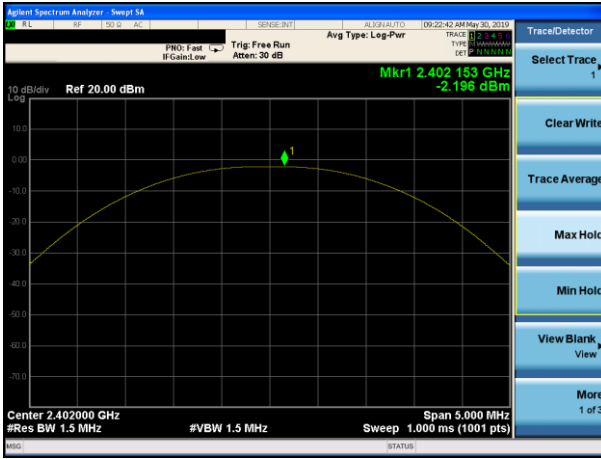 Agilent Spectrum Analyzer - Swept SA
RL RF 50 Ω AC SENSE:INT ALIGNAUTO 09:22:42 AM May 30, 2019
Avg Type: Log-Pwr
TRACE 1 2 3 4 5 6
TYPE M
DET P N N N N N
PNO: Fast
IFGain:Low
Trig: Free Run
Atten: 30 dB
Mkr1 2.402 153 GHz
-2.196 dBm
10 dB/div
Log
Ref 20.00 dBm
1
10.0
0.00
-10.0
-20.0
-30.0
-40.0
-50.0
-60.0
-70.0
Center 2.402000 GHz
Span 5.000 MHz
#Res BW 1.5 MHz
#VBW 1.5 MHz
Sweep 1.000 ms (1001 pts)
MSG
STATUS
Trace/Detector
Select Trace
1
Clear Write
Trace Average
Max Hold
Min Hold
View Blank
View
More
1 of 3